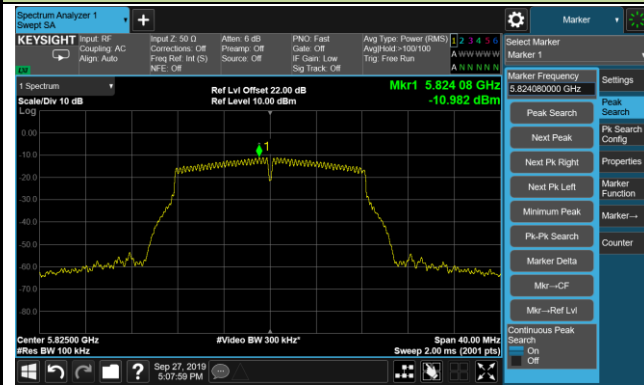 Spectrum Analyzer 1
Swept SA
Marker
KEYSIGHT
Input: RF
Coupling: AC
Align: Auto
Input Z: 50 Ω
Corrections: Off
Freq Ref: Int (S)
NFE: Off
Atten: 6 dB
Preamp: Off
Source: Off
PNO: Fast
Gate: Off
IF Gain: Low
Sig Track: Off
Avg Type: Power (RMS)
Avg|Hold:>100/100
Trig: Free Run
1 2 3 4 5 6
A W W W W W
A N N N N N
Select Marker
Marker 1
1 Spectrum
Scale/Div 10 dB
Ref Lvl Offset 22.00 dB
Ref Level 10.00 dBm
Mkr1 5.824 08 GHz
-10.982 dBm
Log
0.00
-10.0
-20.0
-30.0
-40.0
-50.0
-60.0
-70.0
-80.0
1
Center 5.82500 GHz
#Res BW 100 kHz
#Video BW 300 kHz*
Span 40.00 MHz
Sweep 2.00 ms (2001 pts)
Marker Frequency
5.824080000 GHz
Peak Search
Next Peak
Next Pk Right
Next Pk Left
Minimum Peak
Pk-Pk Search
Marker Delta
Mkr→CF
Mkr→Ref Lvl
Continuous Peak
Search
On
Off
Settings
Peak
Search
Pk Search
Config
Properties
Marker
Function
Marker→
Counter
Sep 27, 2019
5:07:59 PM